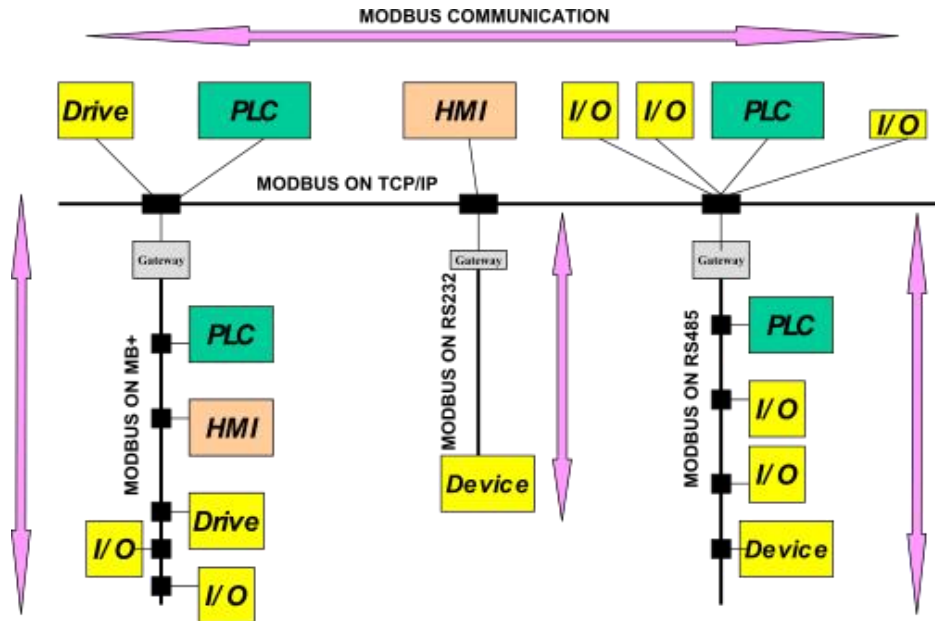 MODBUS COMMUNICATION
Drive
PLC
HMI
I/O
I/O
PLC
I/O
MODBUS ON TCP/IP
Gateway
Gateway
Gateway
MODBUS ON MB+
PLC
HMI
Drive
I/O
I/O
MODBUS ON RS232
Device
MODBUS ON RS485
PLC
I/O
I/O
Device